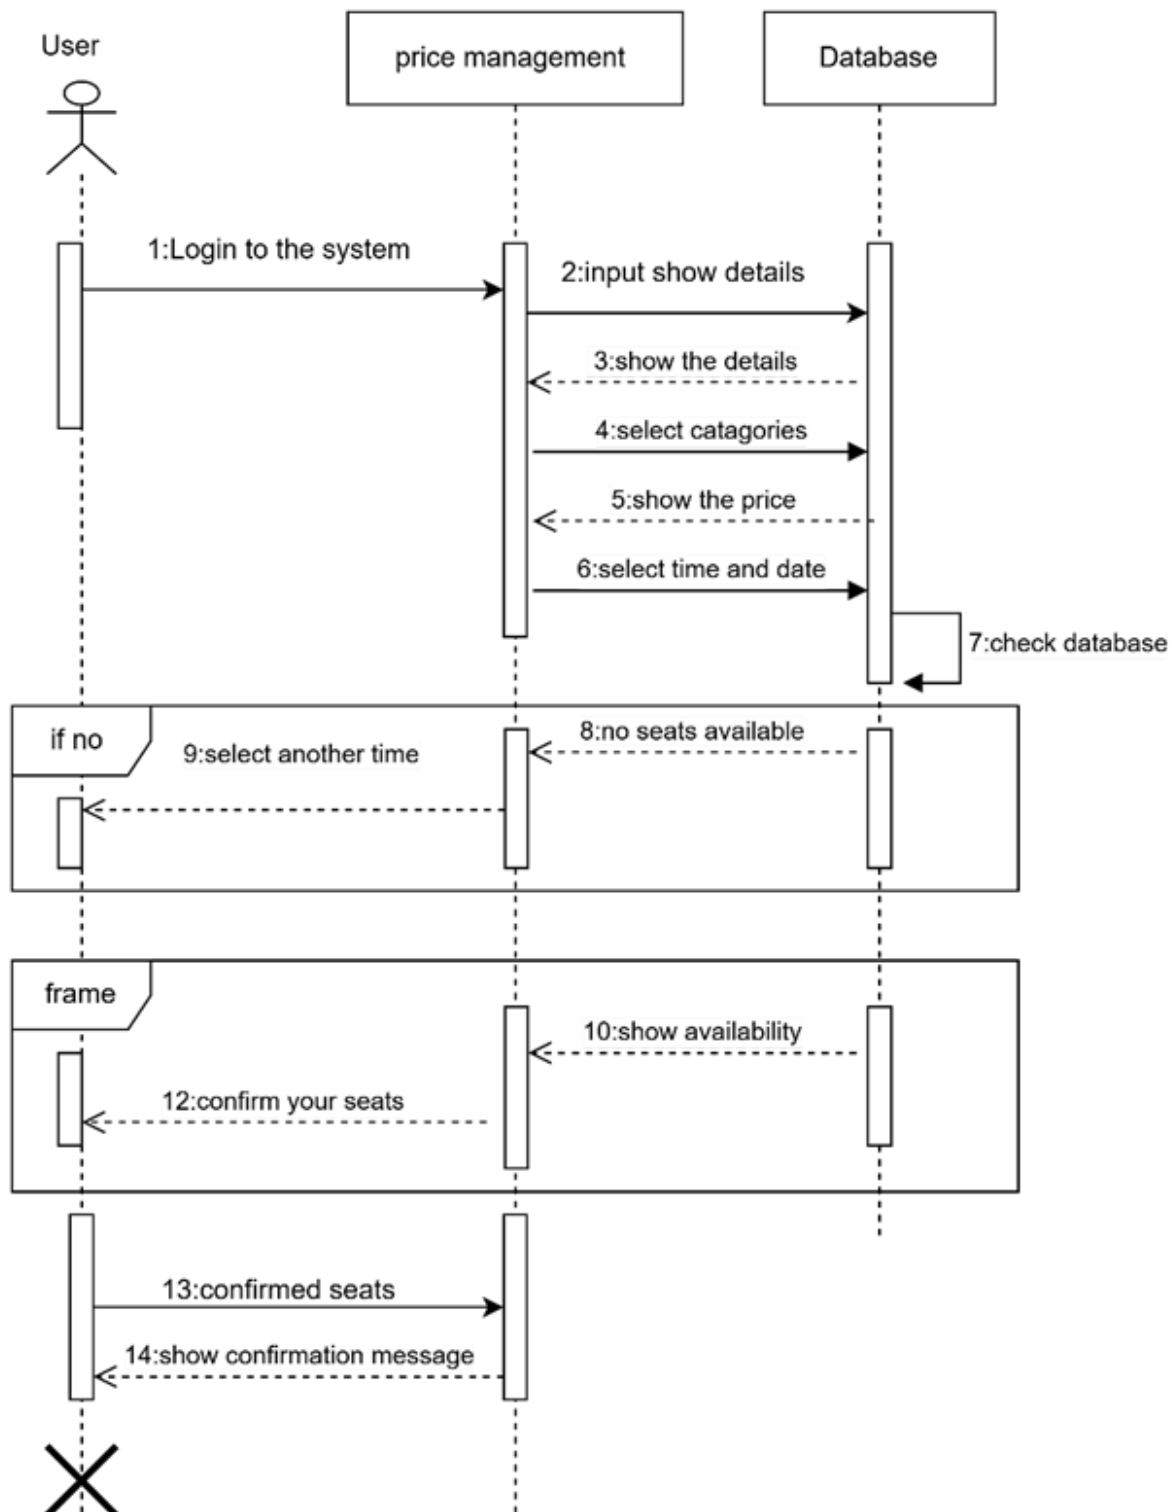 User
price management
Database
1:Login to the system
2:input show details
3:show the details
4:select catagories
5:show the price
6:select time and date
7:check database
if no
8:no seats available
9:select another time
frame
10:show availability
12:confirm your seats
13:confirmed seats
14:show confirmation message